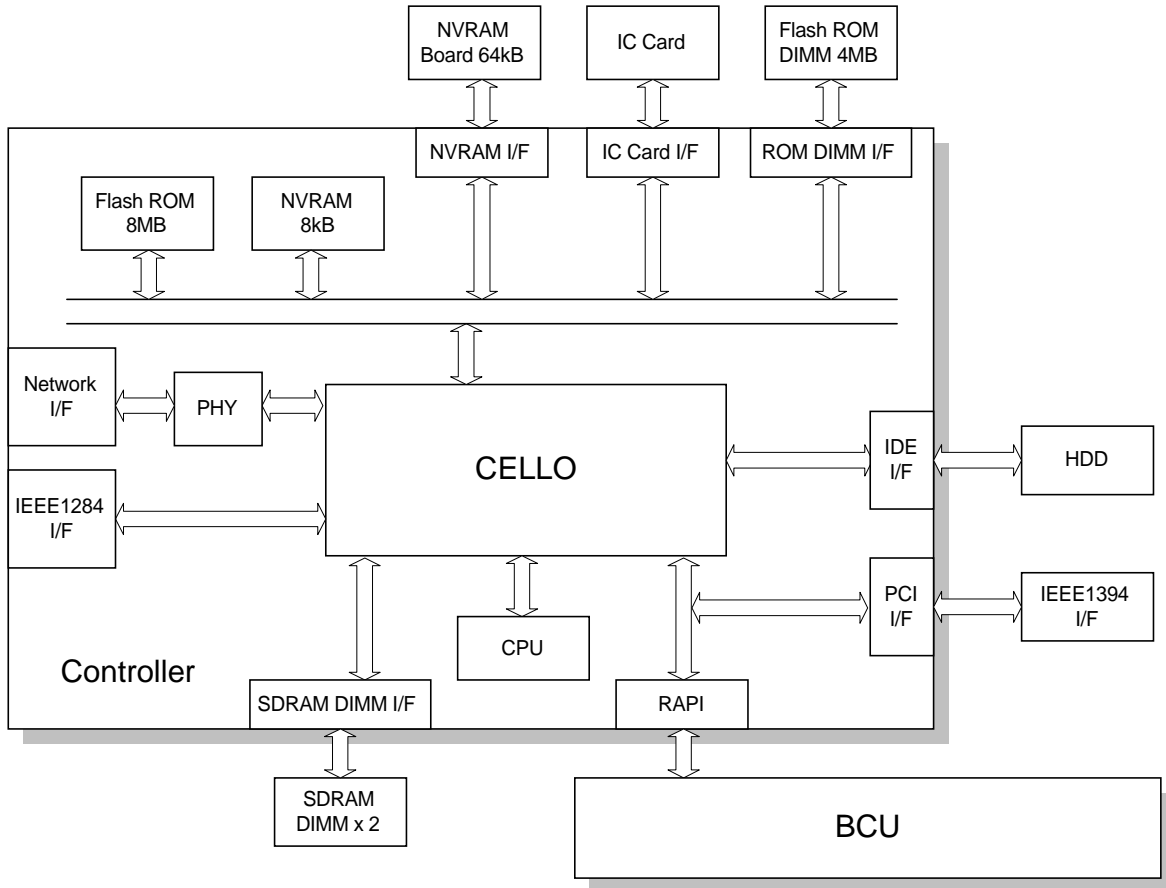 NVRAM
Board 64kB
IC Card
Flash ROM
DIMM 4MB
NVRAM I/F
IC Card I/F
ROM DIMM I/F
Flash ROM
8MB
NVRAM
8kB
Network
I/F
PHY
CELLO
IDE
I/F
HDD
IEEE1284
I/F
PCI
I/F
IEEE1394
I/F
CPU
Controller
SDRAM DIMM I/F
RAPI
SDRAM
DIMM x 2
BCU